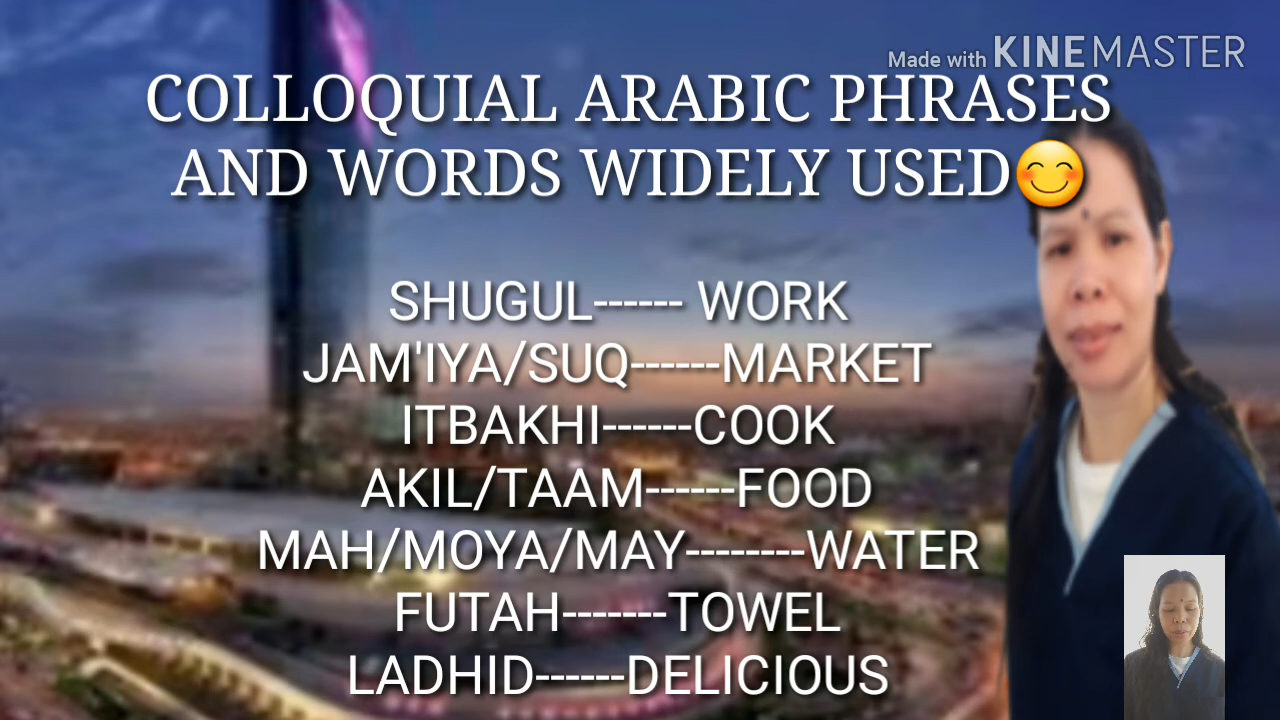 Made with KINEMASTER
COLLOQUIAL ARABIC PHRASES
AND WORDS WIDELY USED😊
SHUGUL------ WORK
JAM'IYA/SUQ------MARKET
ITBAKHI------COOK
AKIL/TAAM------FOOD
MAH/MOYA/MAY--------WATER
FUTAH-------TOWEL
LADHID------DELICIOUS